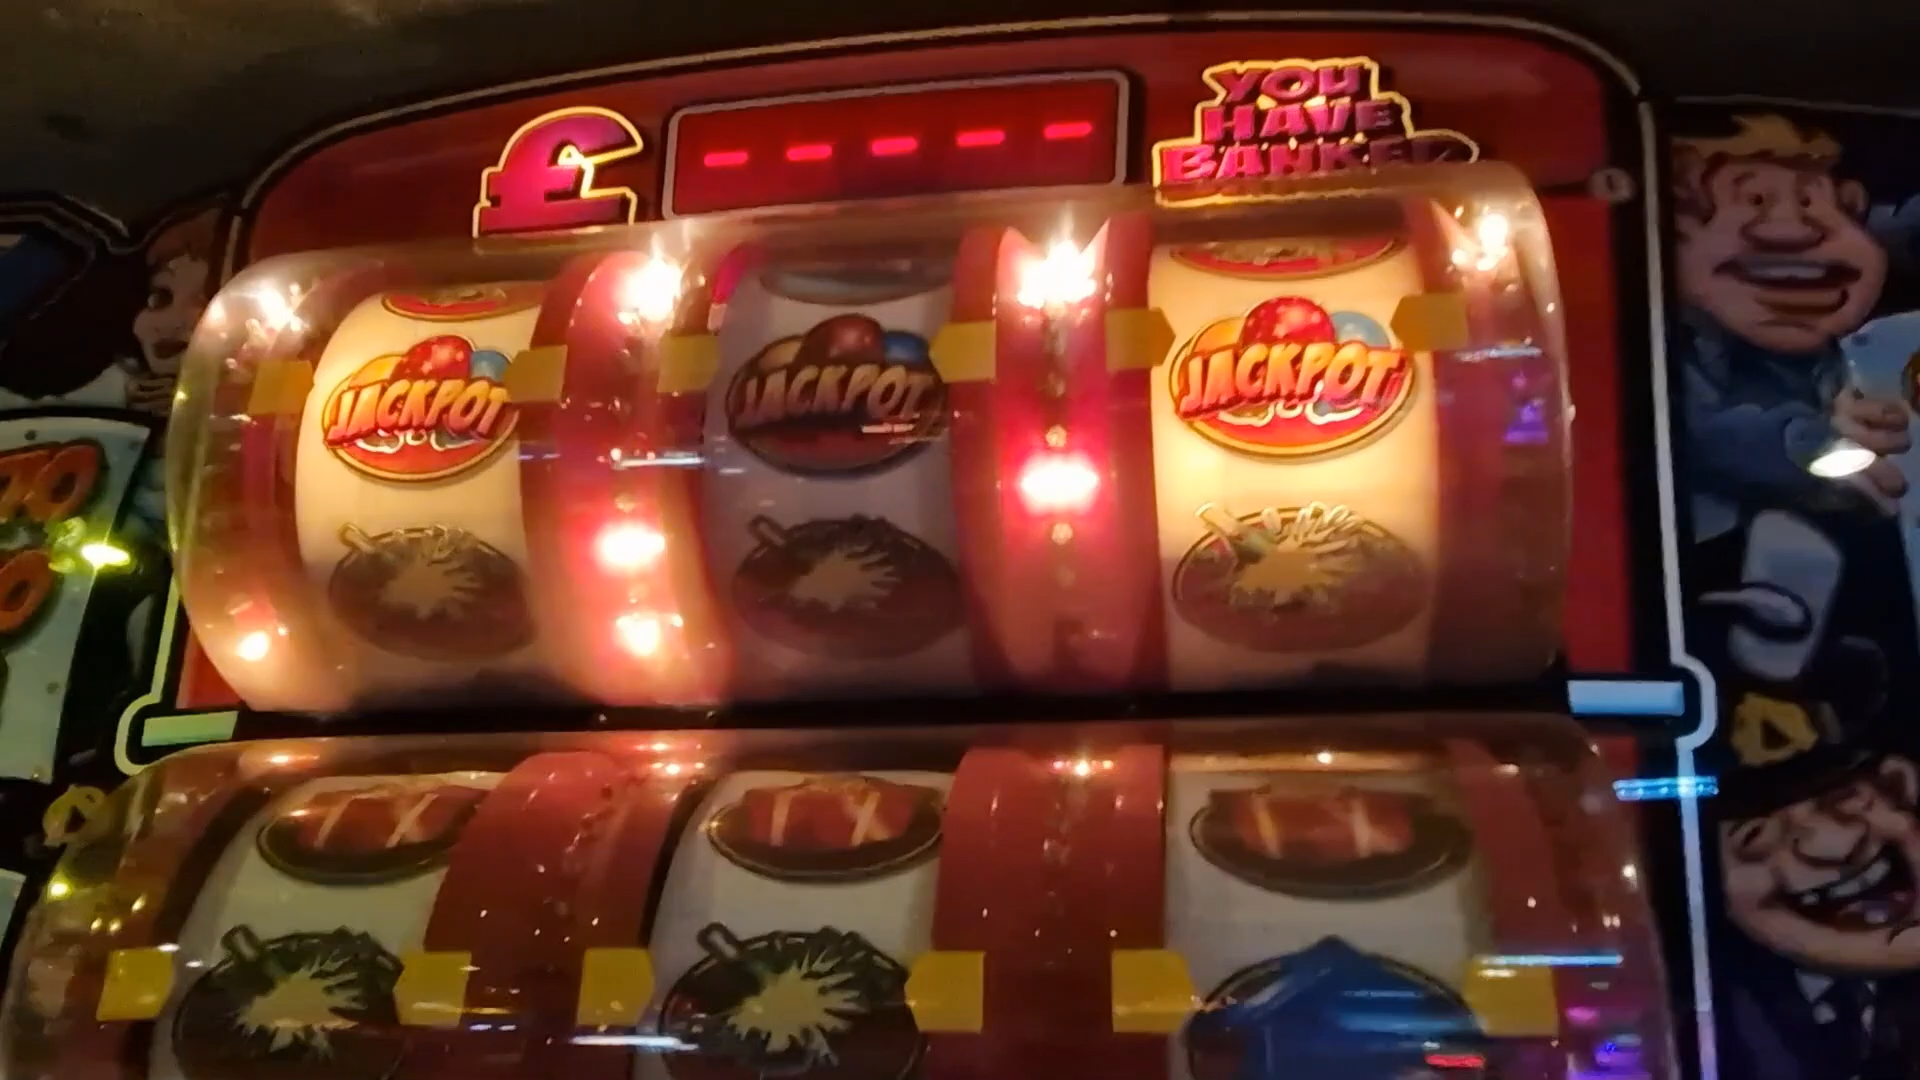 £ - - - - -
YOU
HAVE
BANKED
JACKPOT JACKPOT JACKPOT